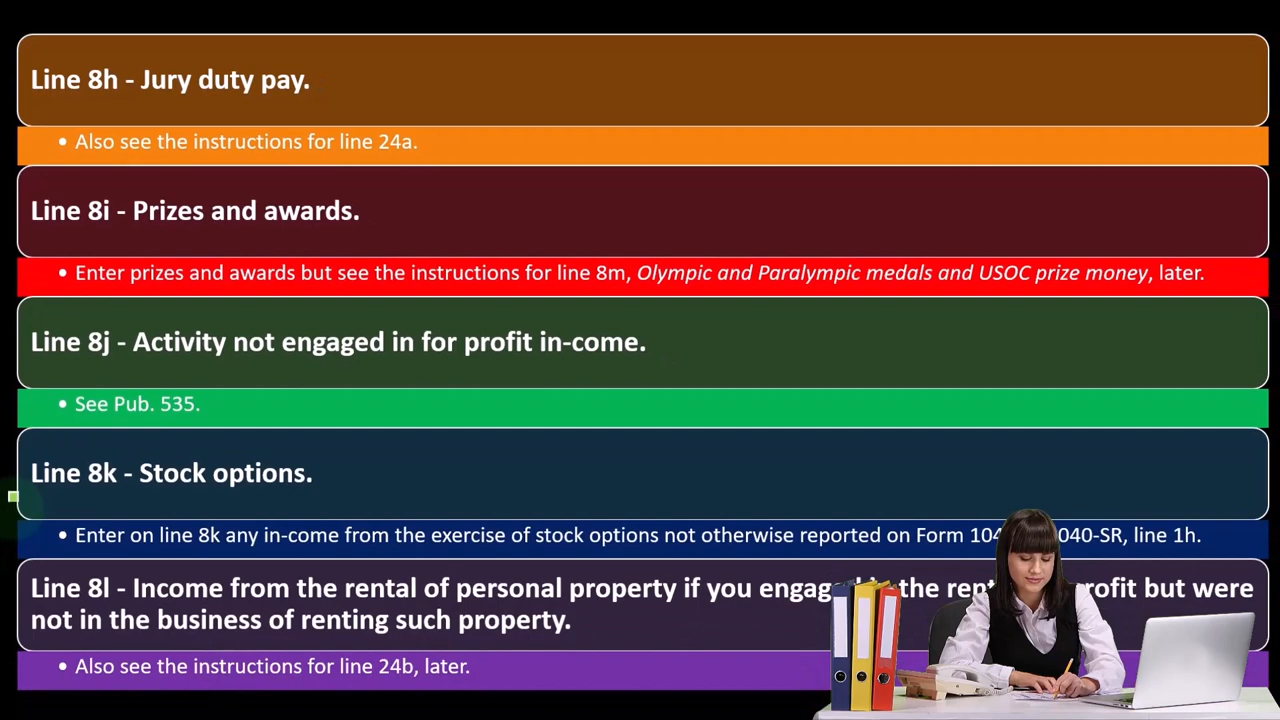 Line 8h - Jury duty pay.
• Also see the instructions for line 24a.
Line 8i - Prizes and awards.
• Enter prizes and awards but see the instructions for line 8m, Olympic and Paralympic medals and USOC prize money, later.
Line 8j - Activity not engaged in for profit in-come.
• See Pub. 535.
Line 8k - Stock options.
• Enter on line 8k any in-come from the exercise of stock options not otherwise reported on Form 104 040-SR, line 1h.
Line 8l - Income from the rental of personal property if you engag the ren rofit but were
not in the business of renting such property.
• Also see the instructions for line 24b, later.